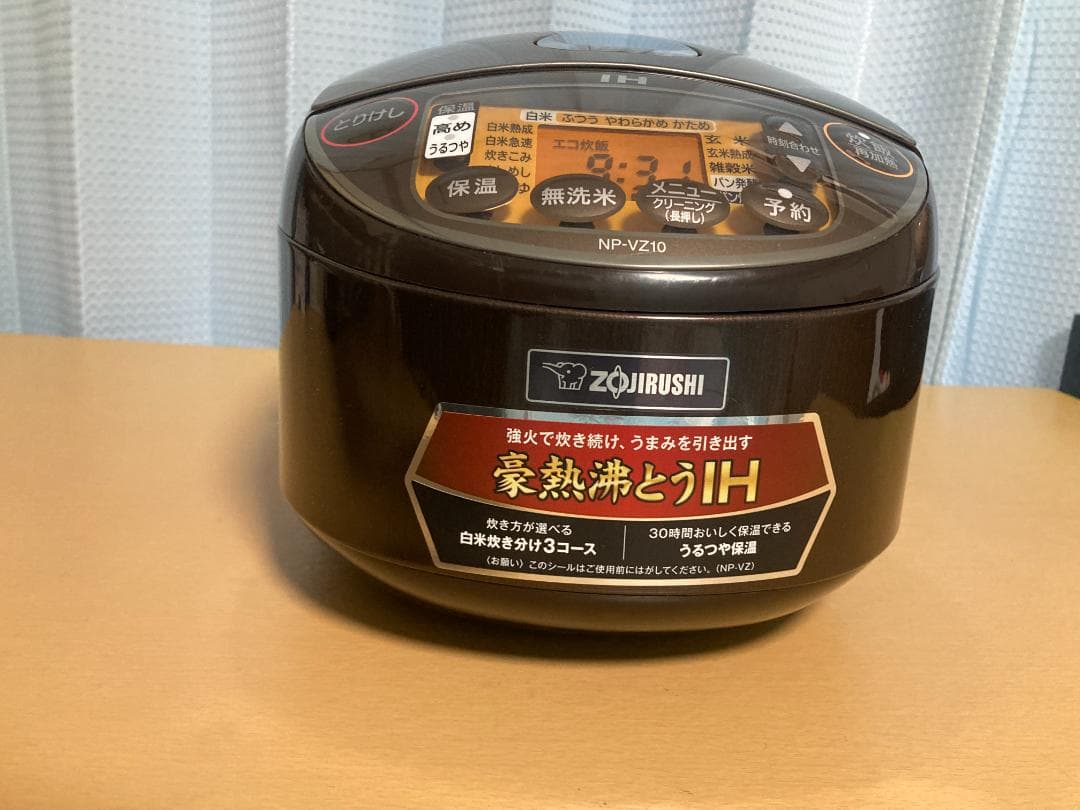 IH
とりけし
保温
高め
うるつや
白米 ふつう やわらかめ かため
白米熟成
白米急速
炊きこみ
エコ炊飯
9:31
玄米
玄米熟成
雑穀米
時刻合わせ
再加熱
保温
無洗米
メニュー
クリーニング
(長押し)
予約
NP-VZ10
ZOJIRUSHI
強火で炊き続け、うまみを引き出す
豪熱沸とうIH
炊き方が選べる
白米炊き分け3コース
30時間おいしく保温できる
うるつや保温
(お願い)このシールはご使用前にはがしてください。(NP-VZ)